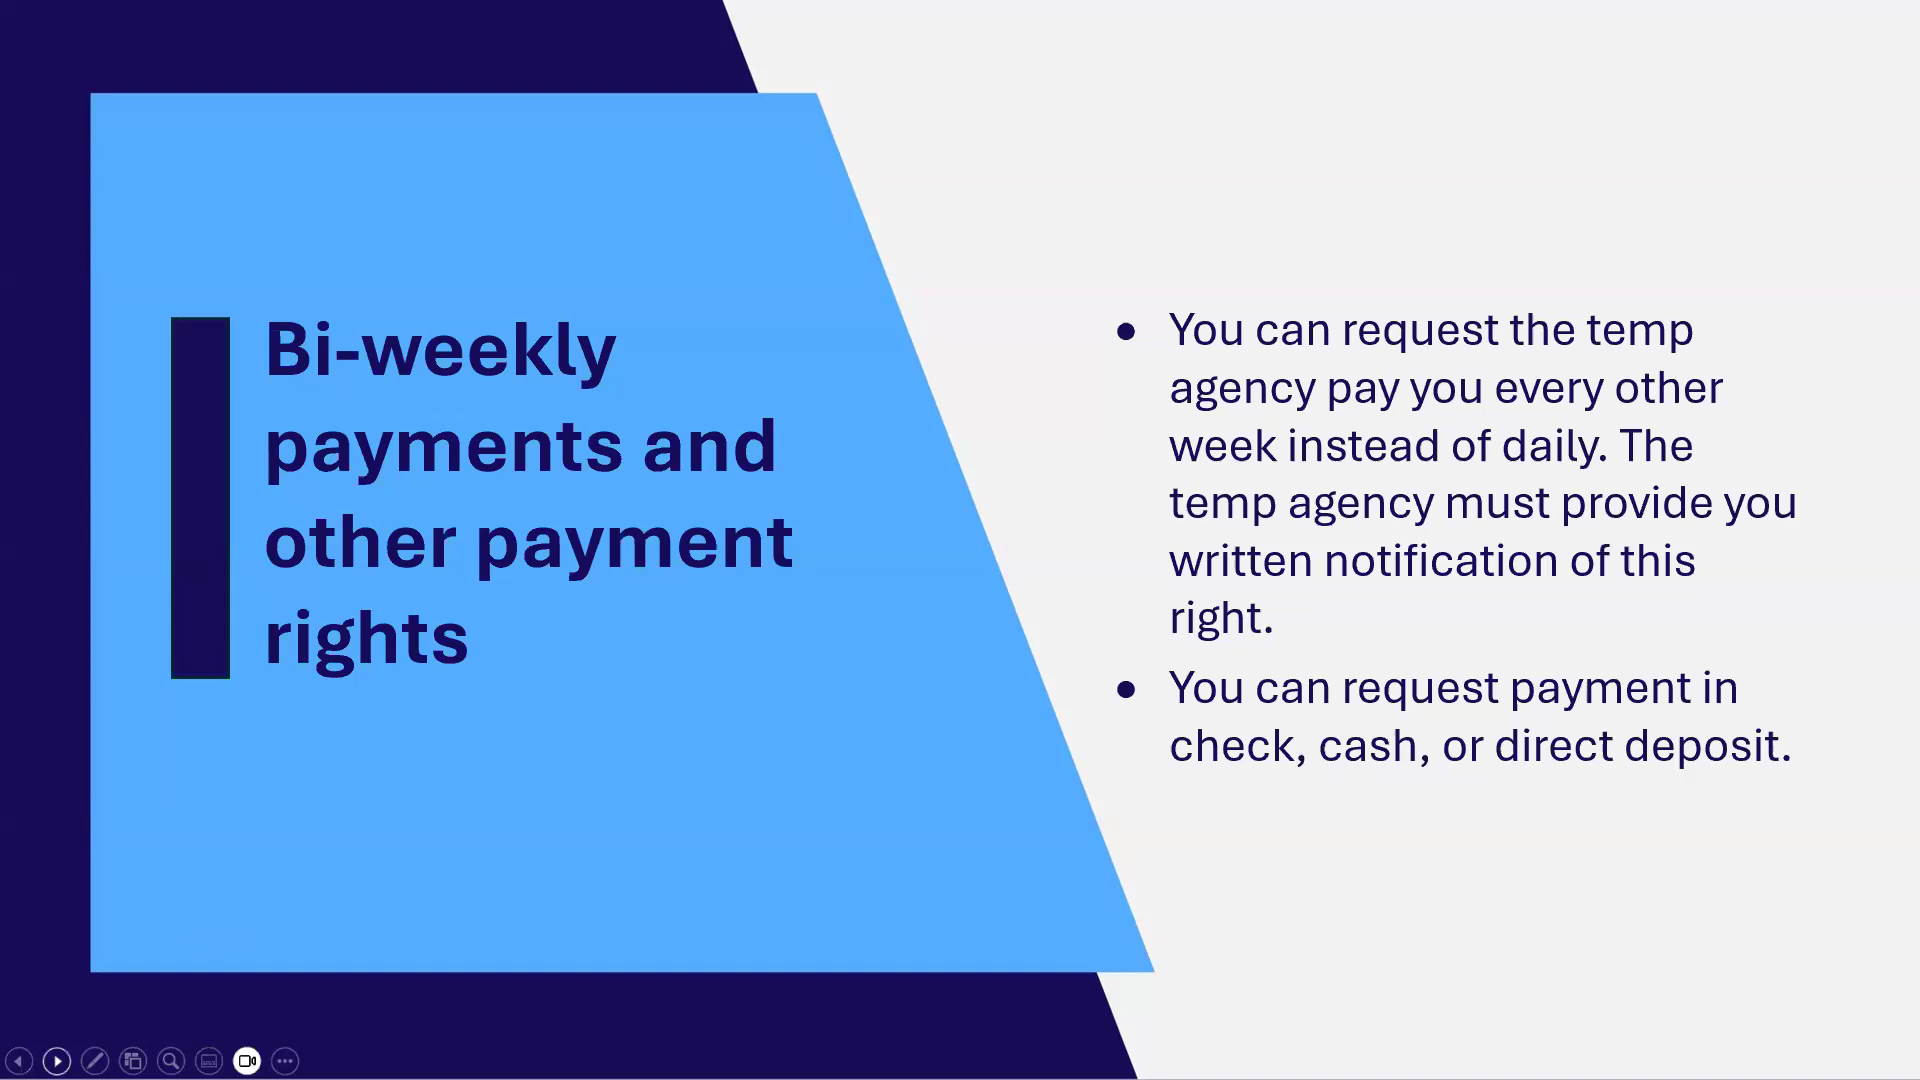 Bi-weekly
payments and
other payment
rights
● You can request the temp
agency pay you every other
week instead of daily. The
temp agency must provide you
written notification of this
right.
● You can request payment in
check, cash, or direct deposit.